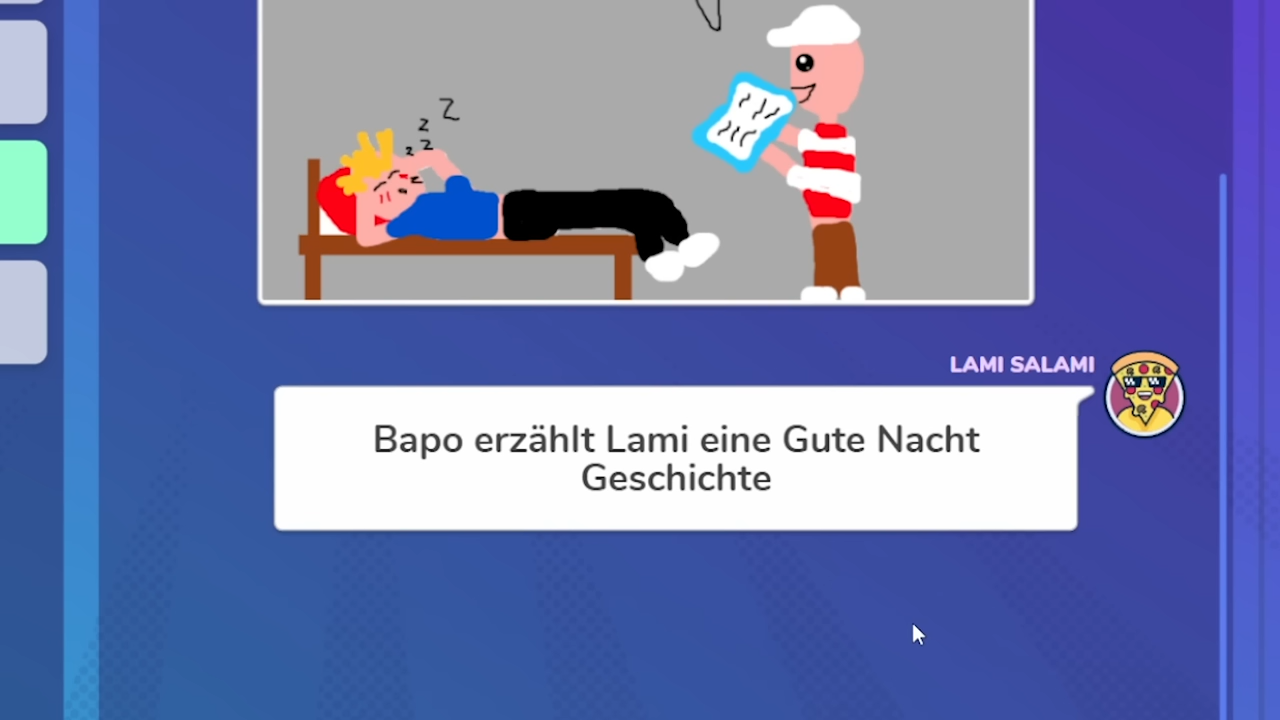 Z
z
z
z
z
LAMI SALAMI
Bapo erzählt Lami eine Gute Nacht
Geschichte